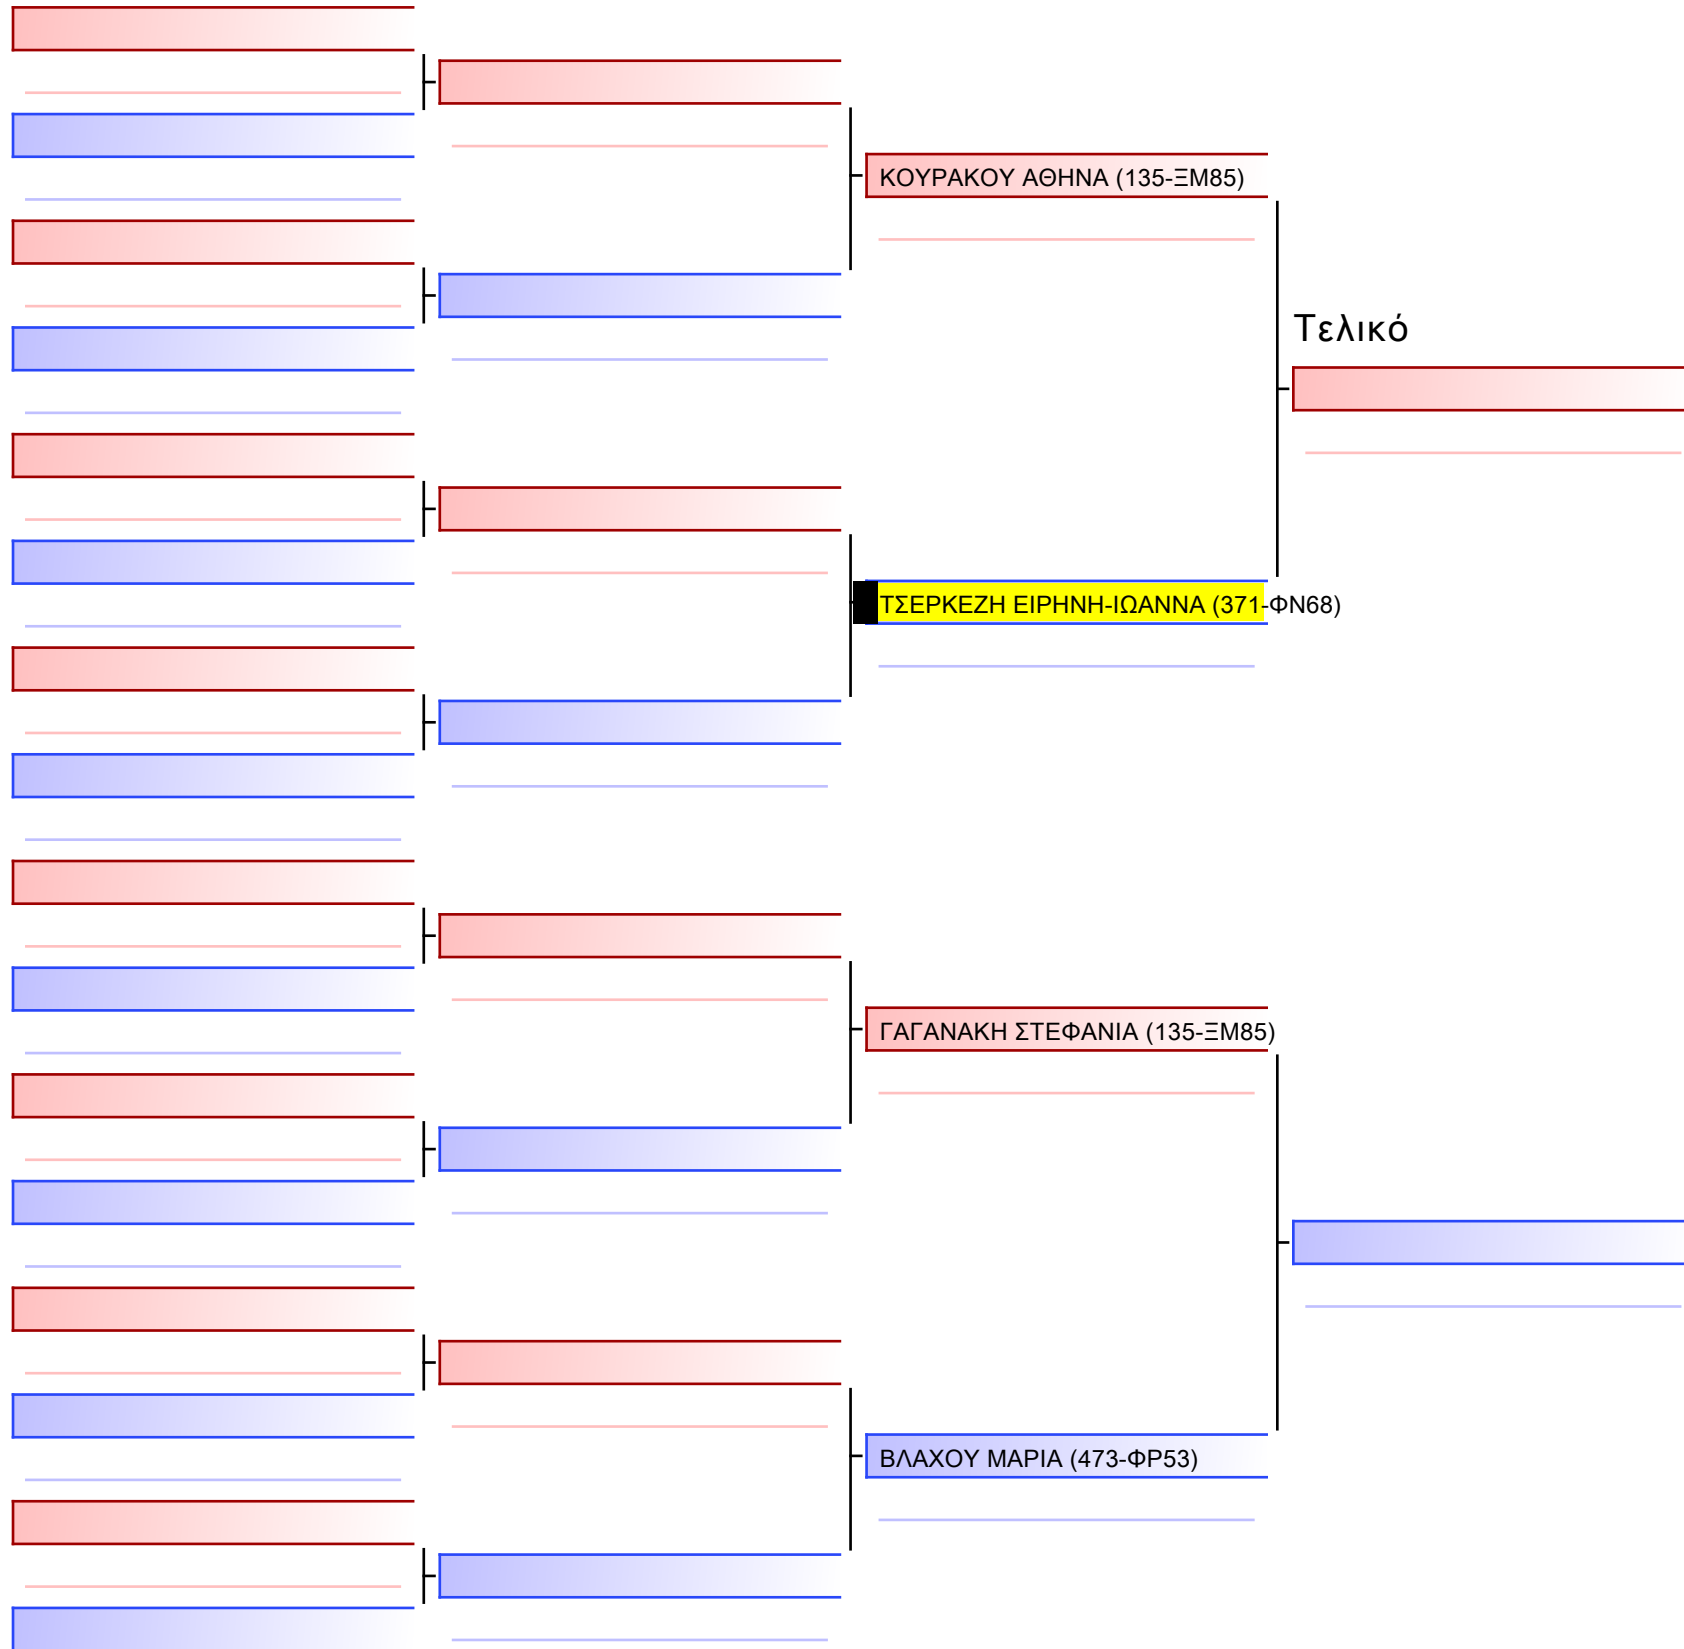 ΚΟΥΡΑΚΟΥ ΑΘΗΝΑ (135-ΞΜ85)
Τελικό
ΤΣΕΡΚΕΖΗ ΕΙΡΗΝΗ-ΙΩΑΝΝΑ (371-ΦΝ68)
ΓΑΓΑΝΑΚΗ ΣΤΕΦΑΝΙΑ (135-ΞΜ85)
ΒΛΑΧΟΥ ΜΑΡΙΑ (473-ΦΡ53)